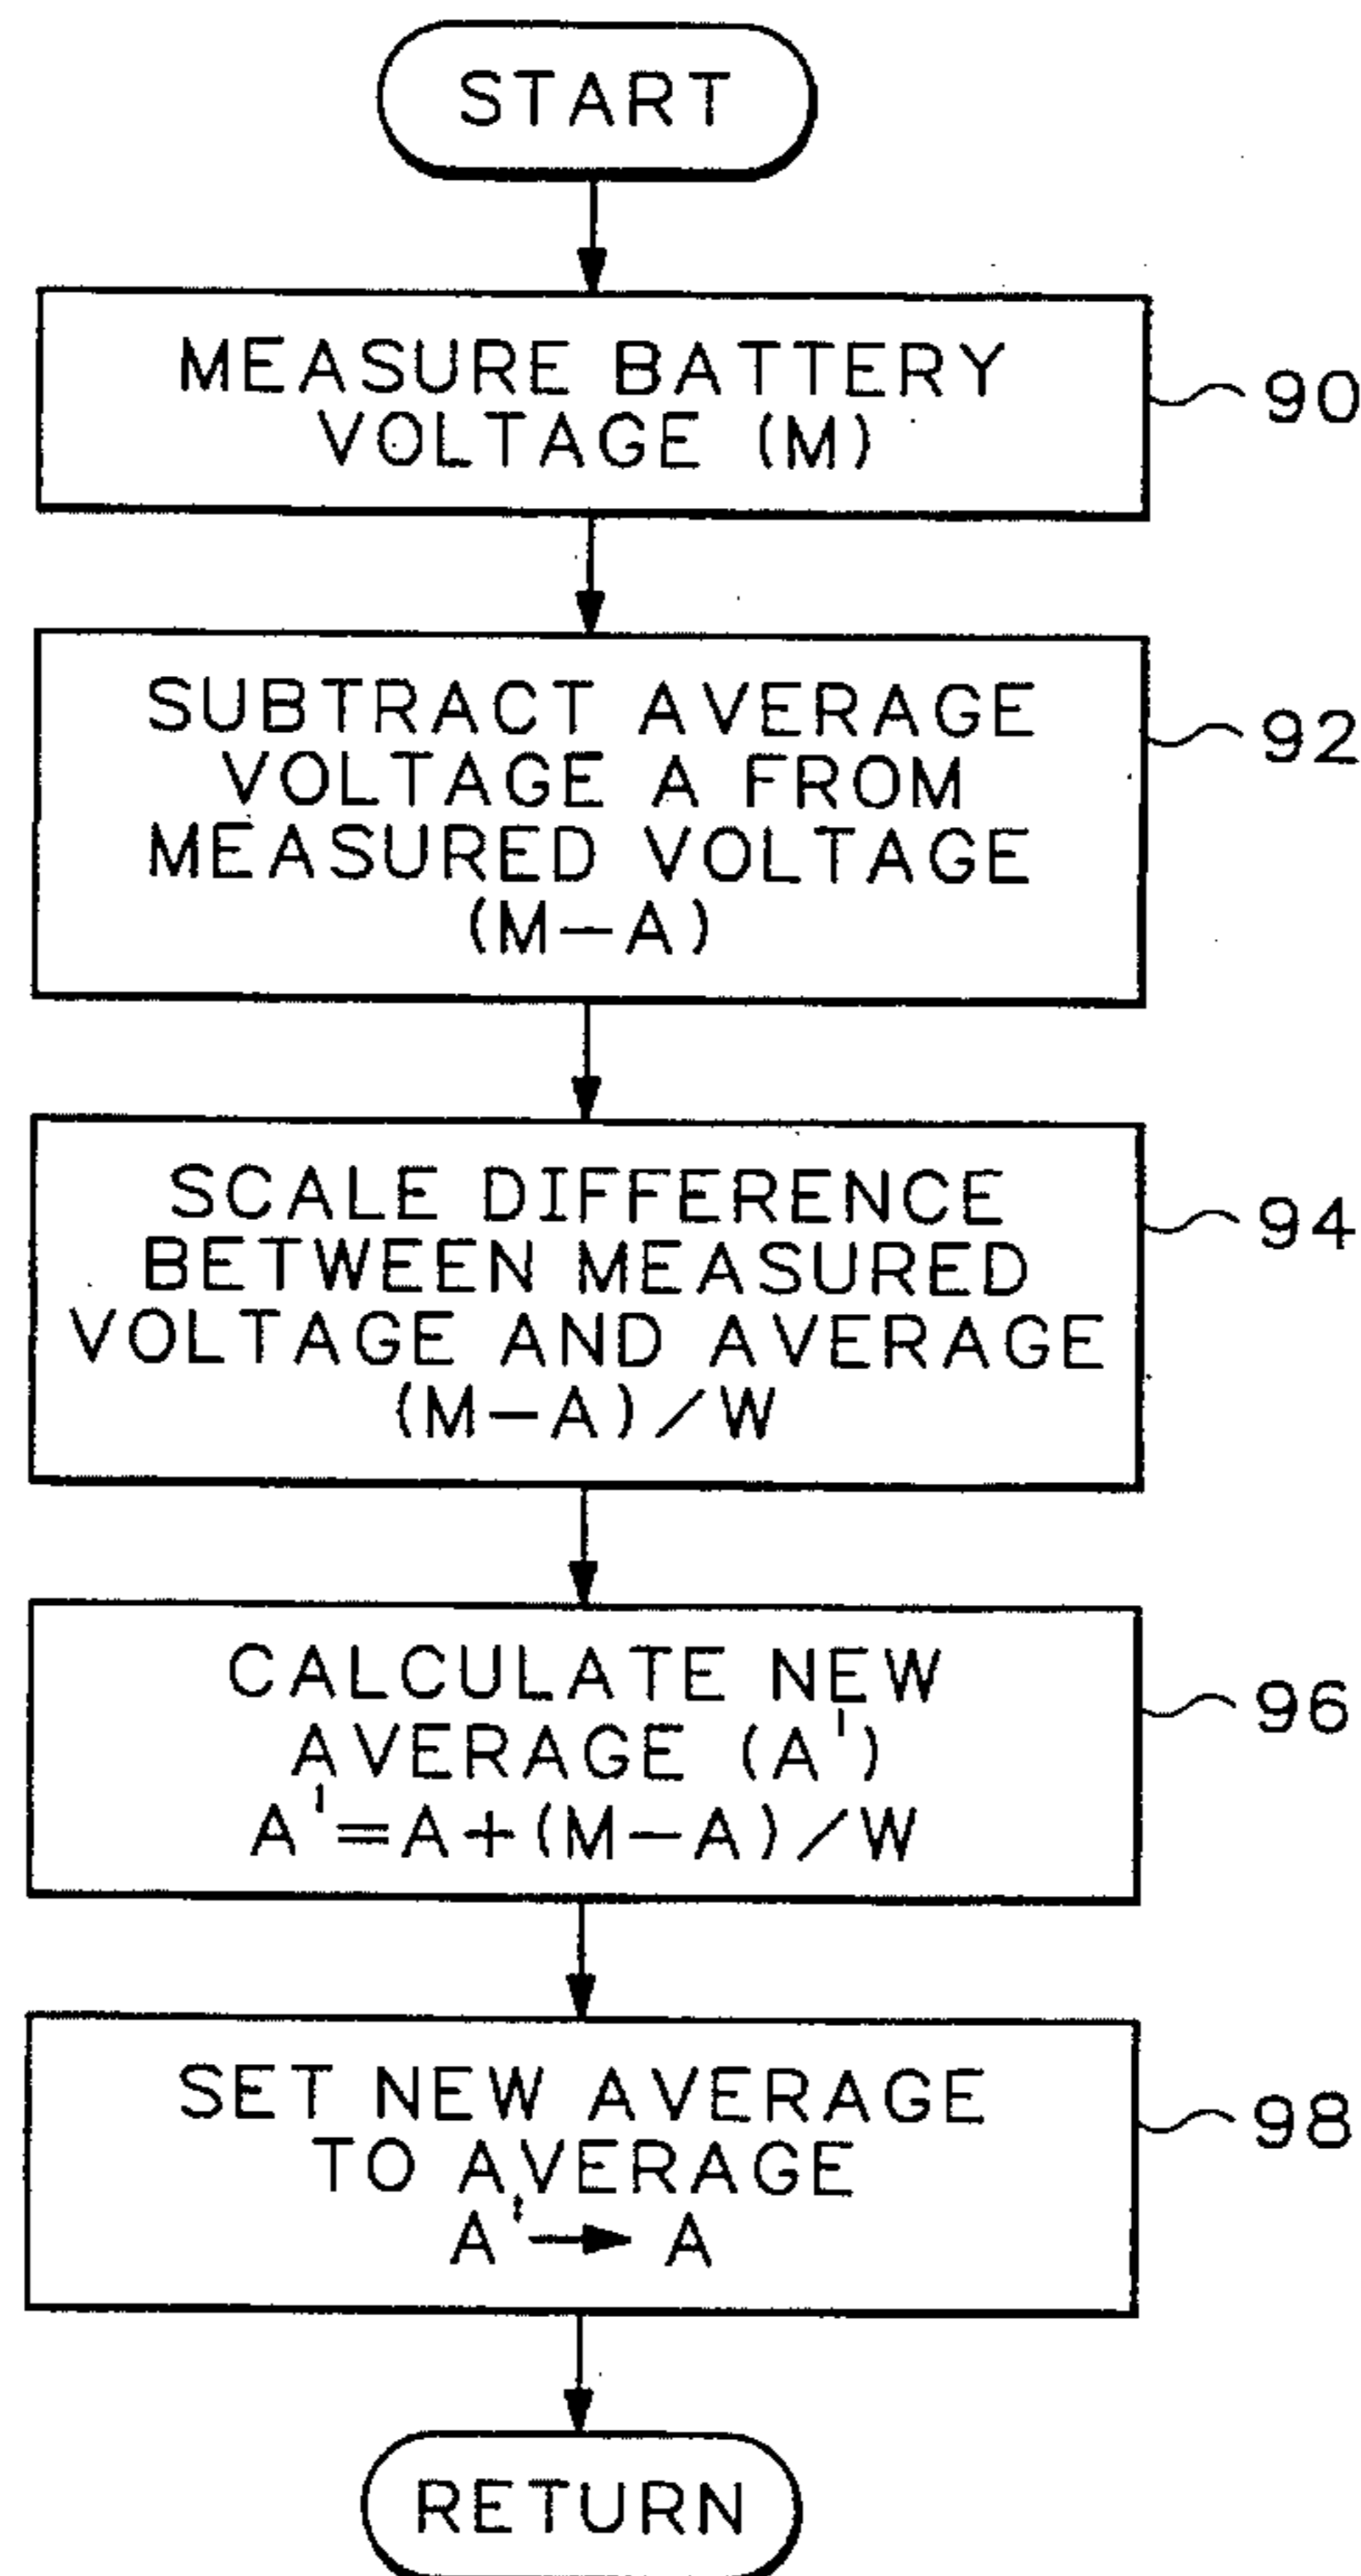 START
MEASURE BATTERY
VOLTAGE (M)
90
SUBTRACT AVERAGE
VOLTAGE A FROM
MEASURED VOLTAGE
(M-A)
92
SCALE DIFFERENCE
BETWEEN MEASURED
VOLTAGE AND AVERAGE
(M-A)/W
94
CALCULATE NEW
AVERAGE (A')
A'=A+(M-A)/W
96
SET NEW AVERAGE
TO AVERAGE
A'→ A
98
RETURN